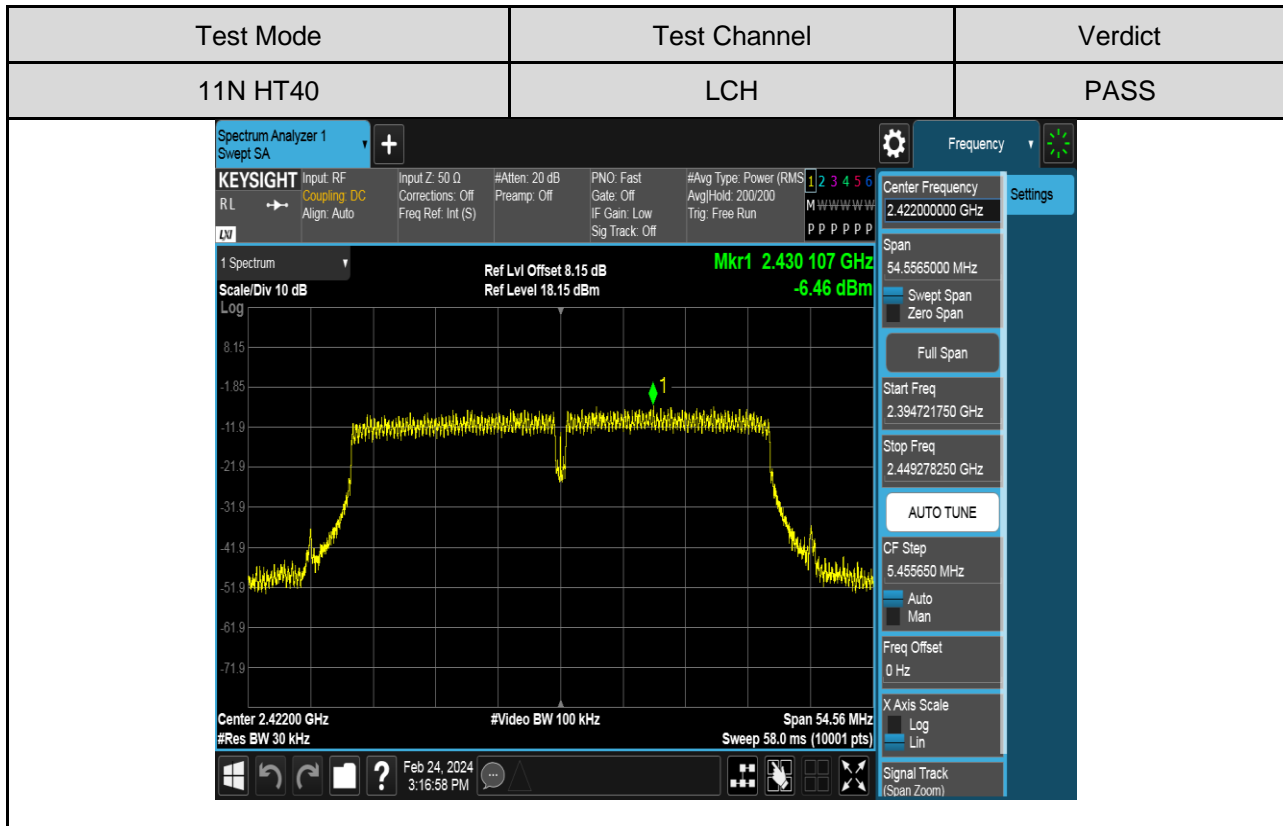 Test Mode Test Channel Verdict
11N HT40 LCH PASS
Spectrum Analyzer 1
Swept SA
+
Frequency
KEYSIGHT
RL
LXI
Input: RF
Coupling: DC
Align: Auto
Input Z: 50 Ω
Corrections: Off
Freq Ref: Int (S)
#Atten: 20 dB
Preamp: Off
PNO: Fast
Gate: Off
IF Gain: Low
Sig Track: Off
#Avg Type: Power (RMS
Avg|Hold: 200/200
Trig: Free Run
1 2 3 4 5 6
M W W W W W
P P P P P P
1 Spectrum
Scale/Div 10 dB
Ref Lvl Offset 8.15 dB
Ref Level 18.15 dBm
Mkr1 2.430 107 GHz
-6.46 dBm
Log
8.15
-1.85
-11.9
-21.9
-31.9
-41.9
-51.9
-61.9
-71.9
1
Center 2.42200 GHz
#Res BW 30 kHz
#Video BW 100 kHz
Span 54.56 MHz
Sweep 58.0 ms (10001 pts)
Center Frequency
2.422000000 GHz
Settings
Span
54.5565000 MHz
Swept Span
Zero Span
Full Span
Start Freq
2.394721750 GHz
Stop Freq
2.449278250 GHz
AUTO TUNE
CF Step
5.455650 MHz
Auto
Man
Freq Offset
0 Hz
X Axis Scale
Log
Lin
Signal Track
(Span Zoom)
?
Feb 24, 2024
3:16:58 PM